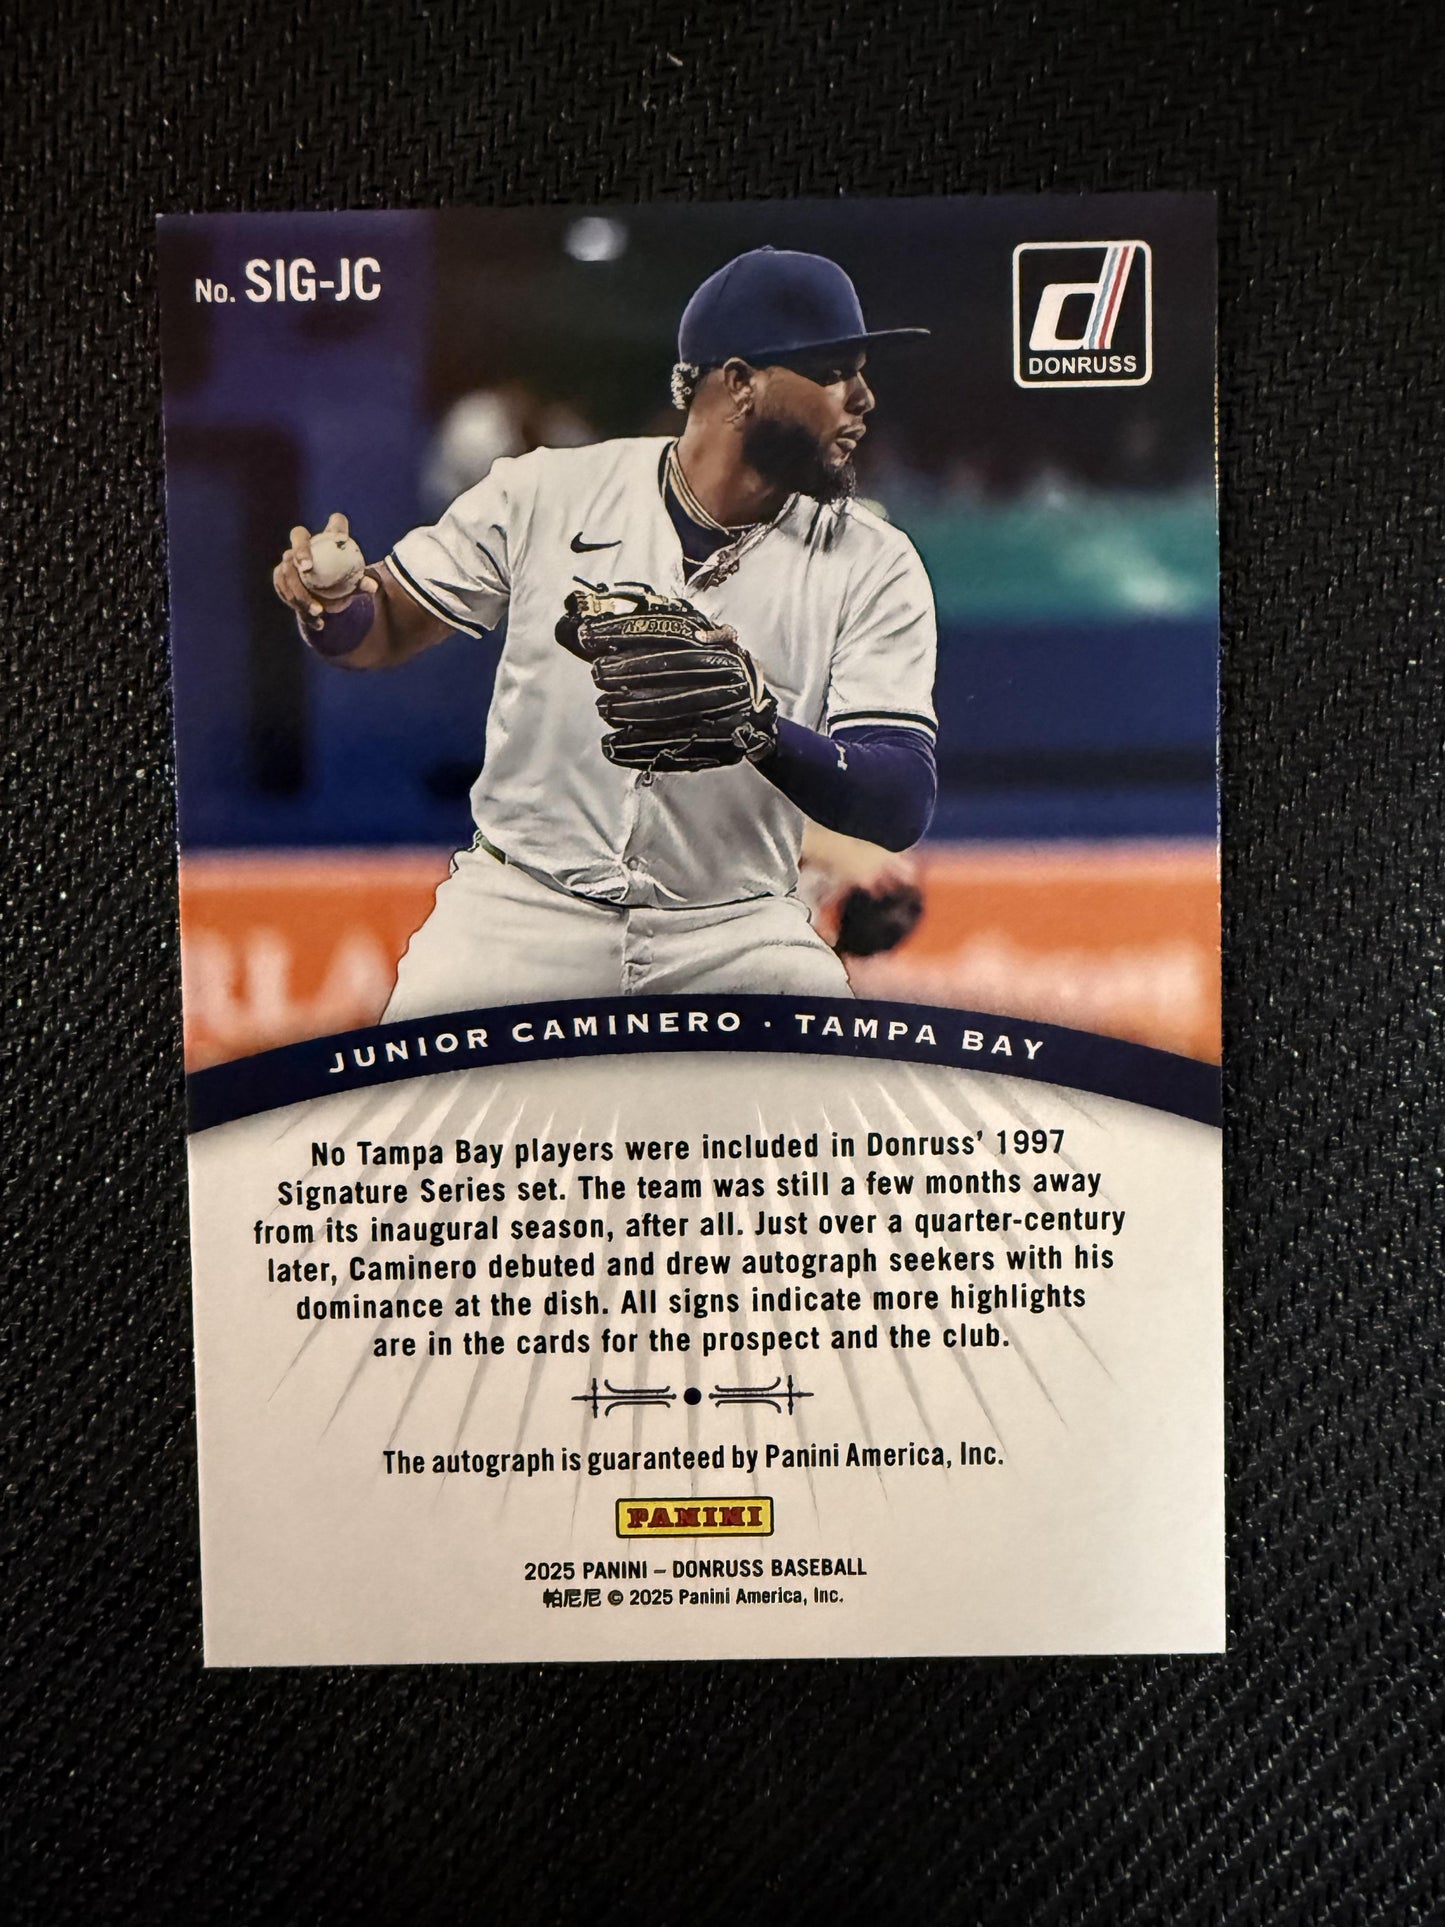 No. SIG-JC
DONRUSS
A2000
JUNIOR CAMINERO · TAMPA BAY
No Tampa Bay players were included in Donruss’ 1997
Signature Series set. The team was still a few months away
from its inaugural season, after all. Just over a quarter-century
later, Caminero debuted and drew autograph seekers with his
dominance at the dish. All signs indicate more highlights
are in the cards for the prospect and the club.
The autograph is guaranteed by Panini America, Inc.
PANINI
2025 PANINI – DONRUSS BASEBALL
帕尼尼 © 2025 Panini America, Inc.